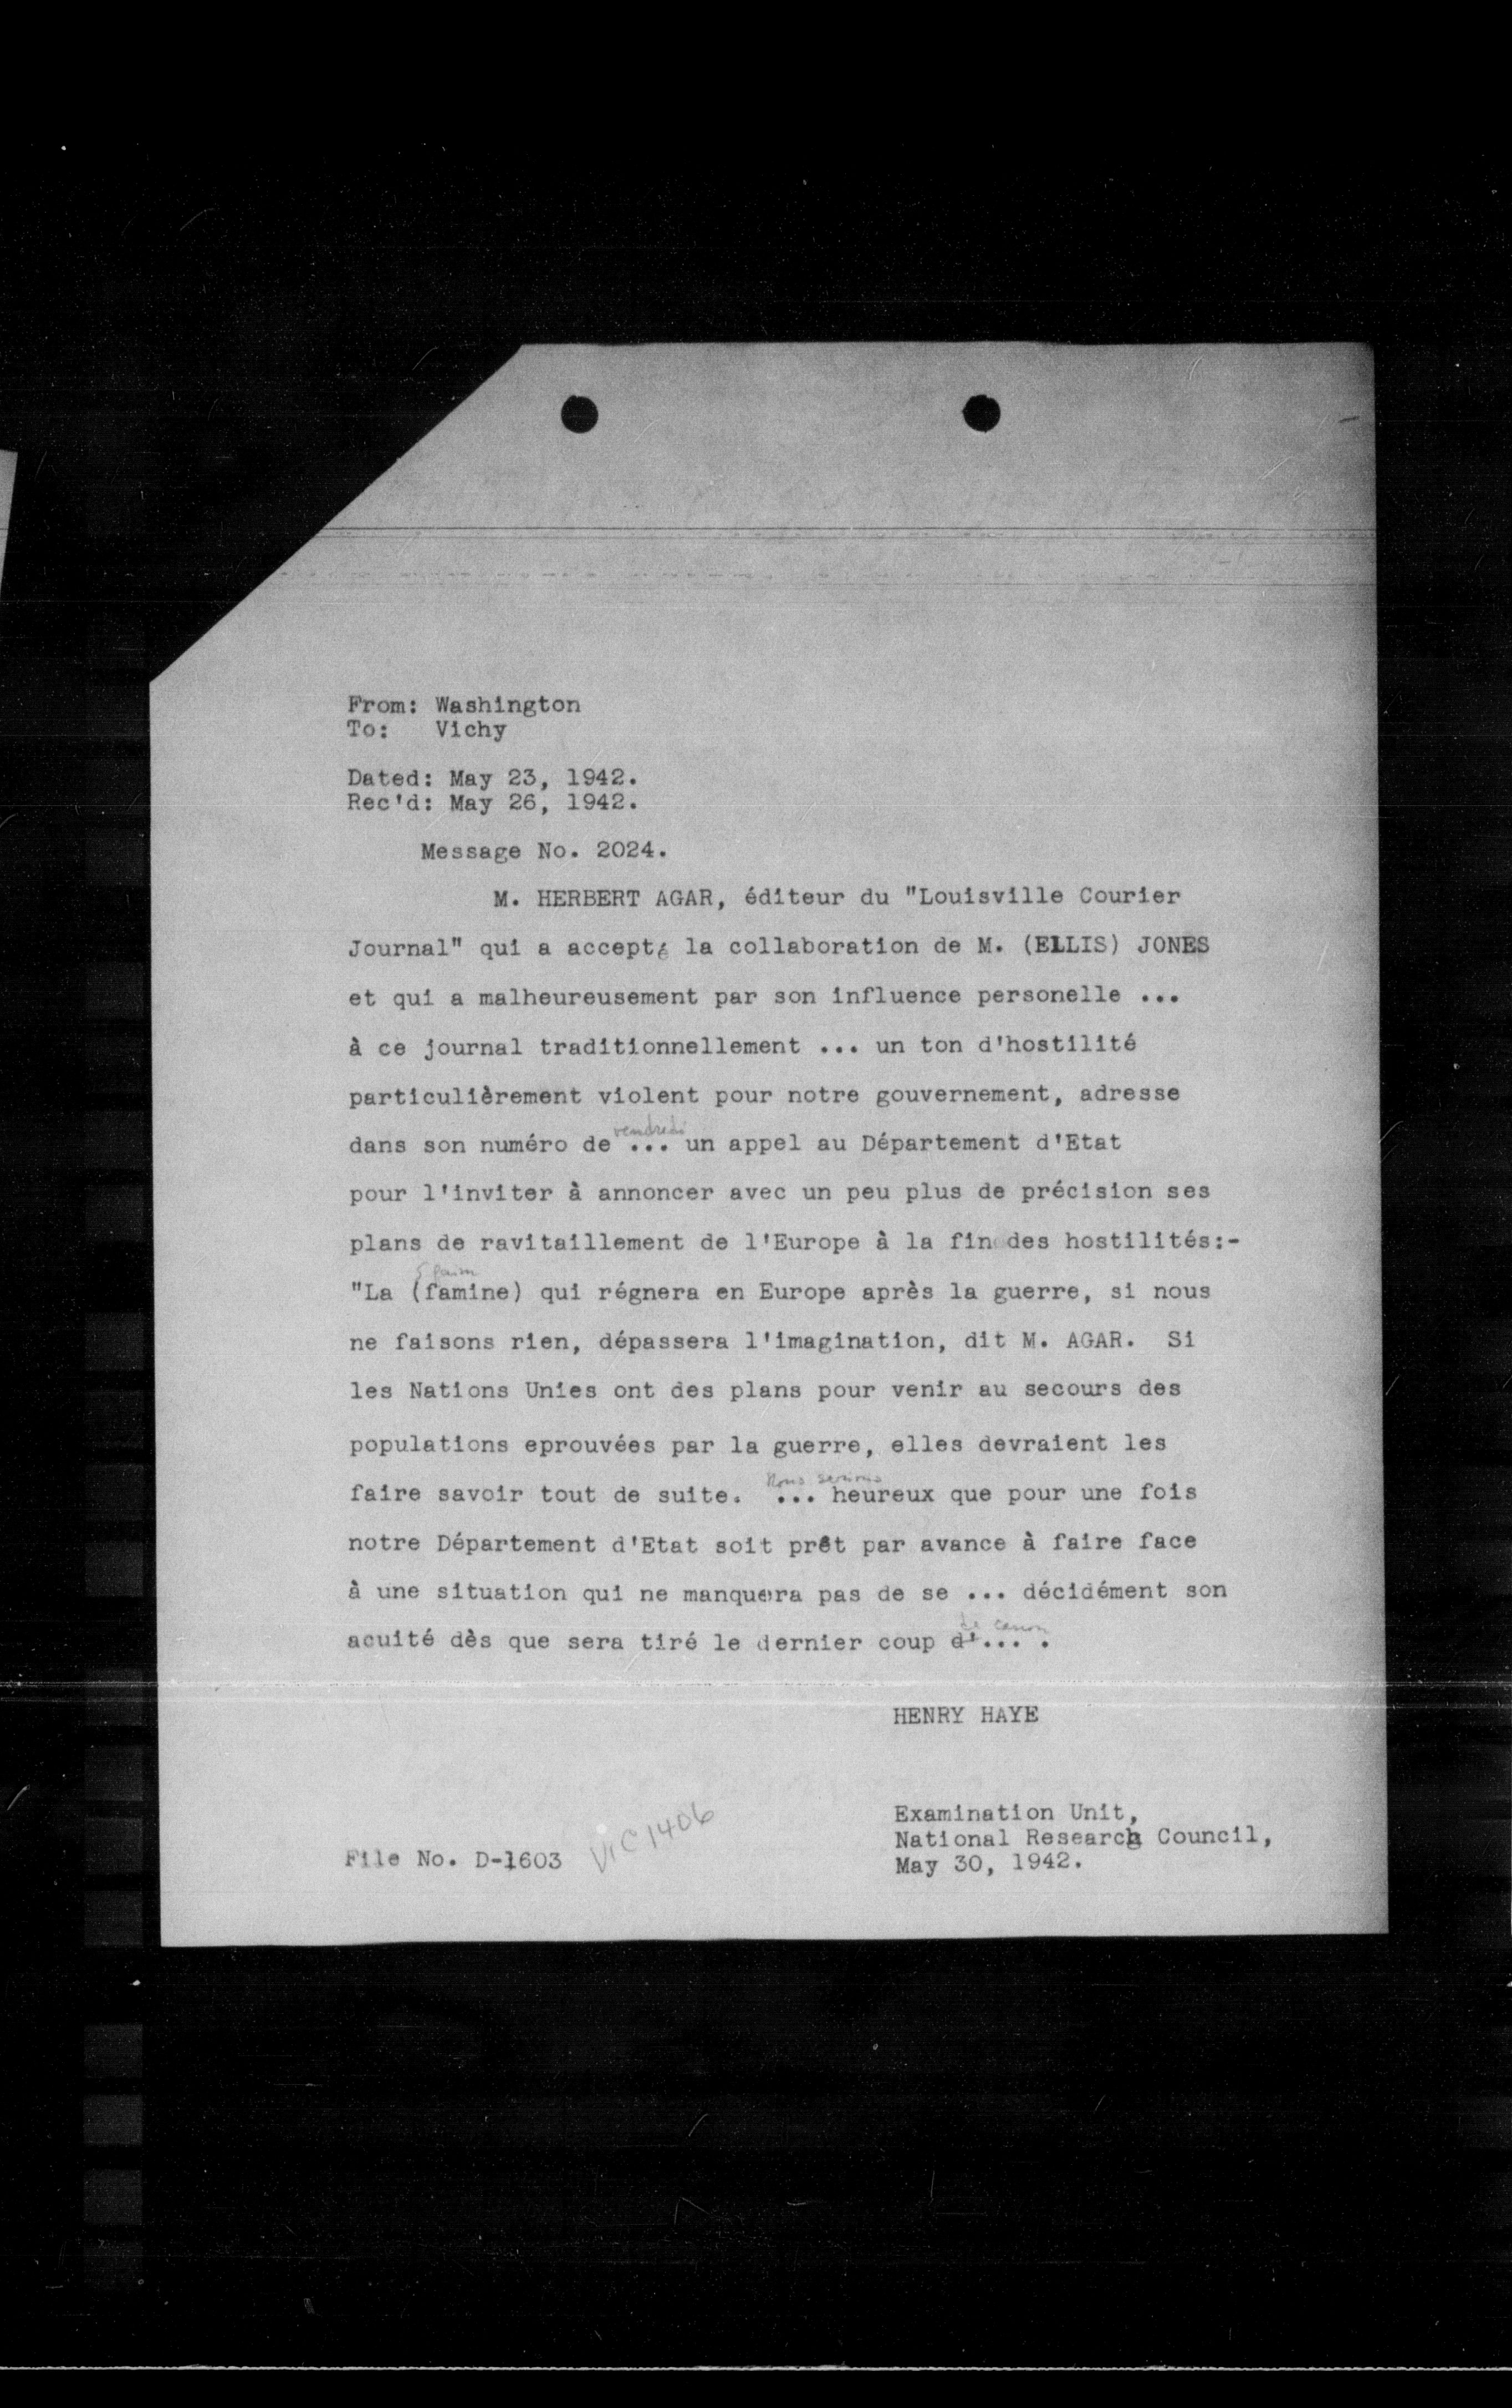 From: Washington
To: Vichy
Dated: May 23, 1942.
Rec'd: May 26, 1942.
Message No. 2024.
M. HERBERT AGAR, éditeur du "Louisville Courier
Journal" qui a accepté la collaboration de M. (ELLIS) JONES
et qui a malheureusement par son influence personelle ...
à ce journal traditionnellement ... un ton d'hostilité
particulièrement violent pour notre gouvernement, adresse
vendredi
dans son numéro de ... un appel au Département d'Etat
pour l'inviter à annoncer avec un peu plus de précision ses
plans de ravitaillement de l'Europe à la fin des hostilités:-
"La (famine) qui régnera en Europe après la guerre, si nous
ne faisons rien, dépassera l'imagination, dit M. AGAR. Si
les Nations Unies ont des plans pour venir au secours des
populations eprouvées par la guerre, elles devraient les
Nous serions
faire savoir tout de suite. ... heureux que pour une fois
notre Département d'Etat soit prêt par avance à faire face
à une situation qui ne manquera pas de se ... décidément son
de canon
acuité dès que sera tiré le dernier coup d'... .
HENRY HAYE
Examination Unit,
National Research Council,
May 30, 1942.
File No. D-1603
VIC 1406